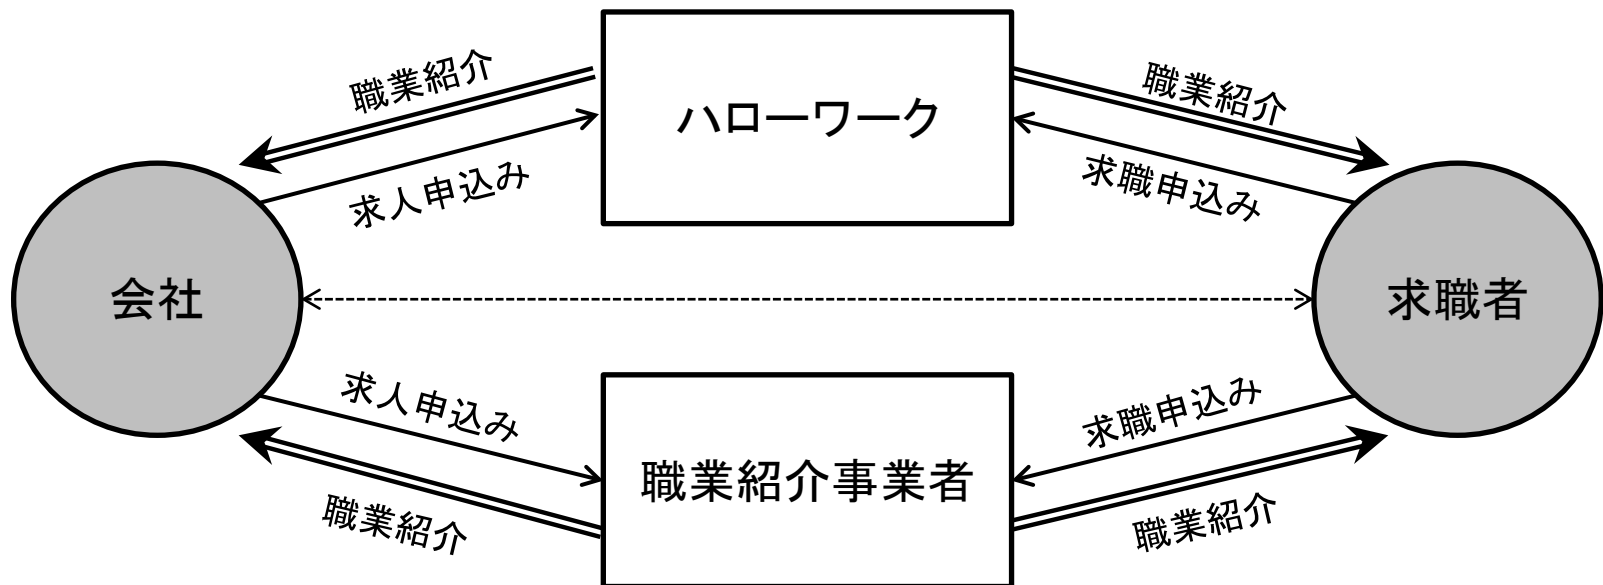 職業紹介
ハローワーク
職業紹介
求人申込み
求職申込み
会社
求職者
求人申込み
職業紹介事業者
求職申込み
職業紹介
職業紹介